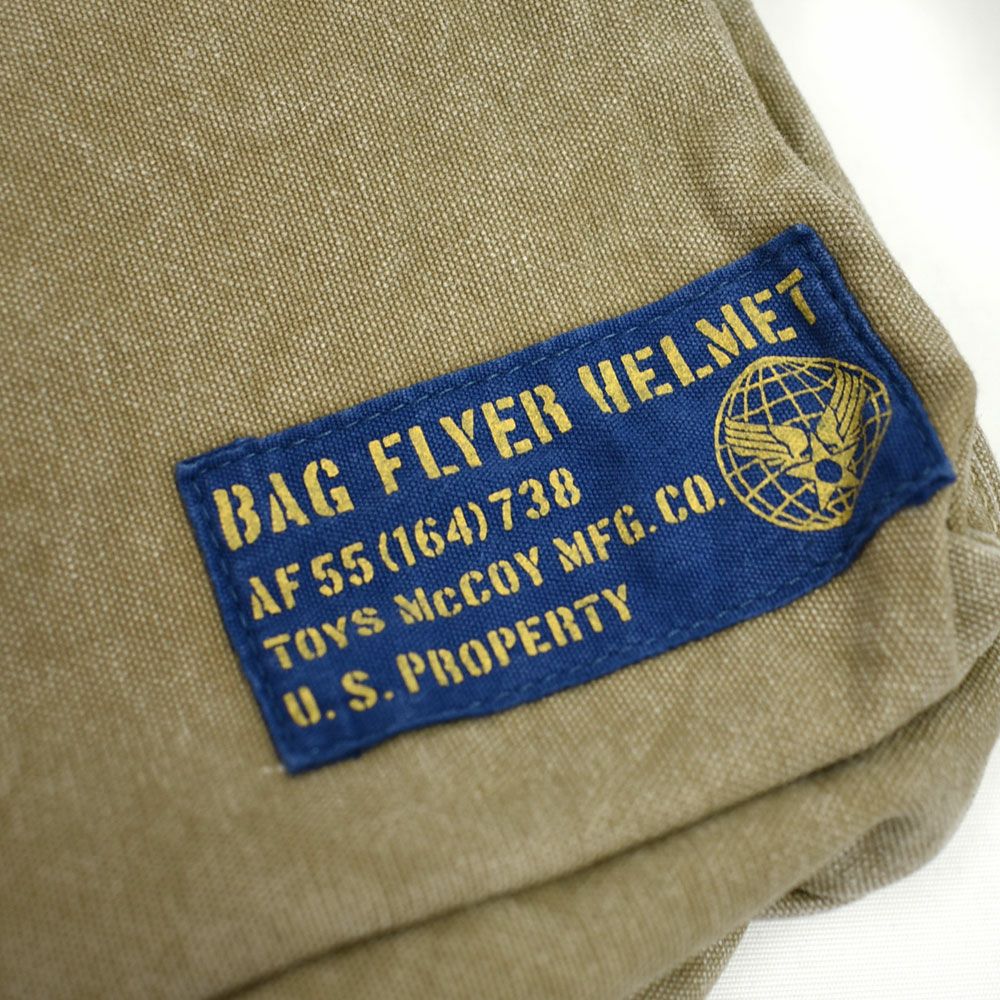 BAG FLYER HELMET
AF 55 (164) 738
TOYS McCOY MFG. CO.
U. S. PROPERTY